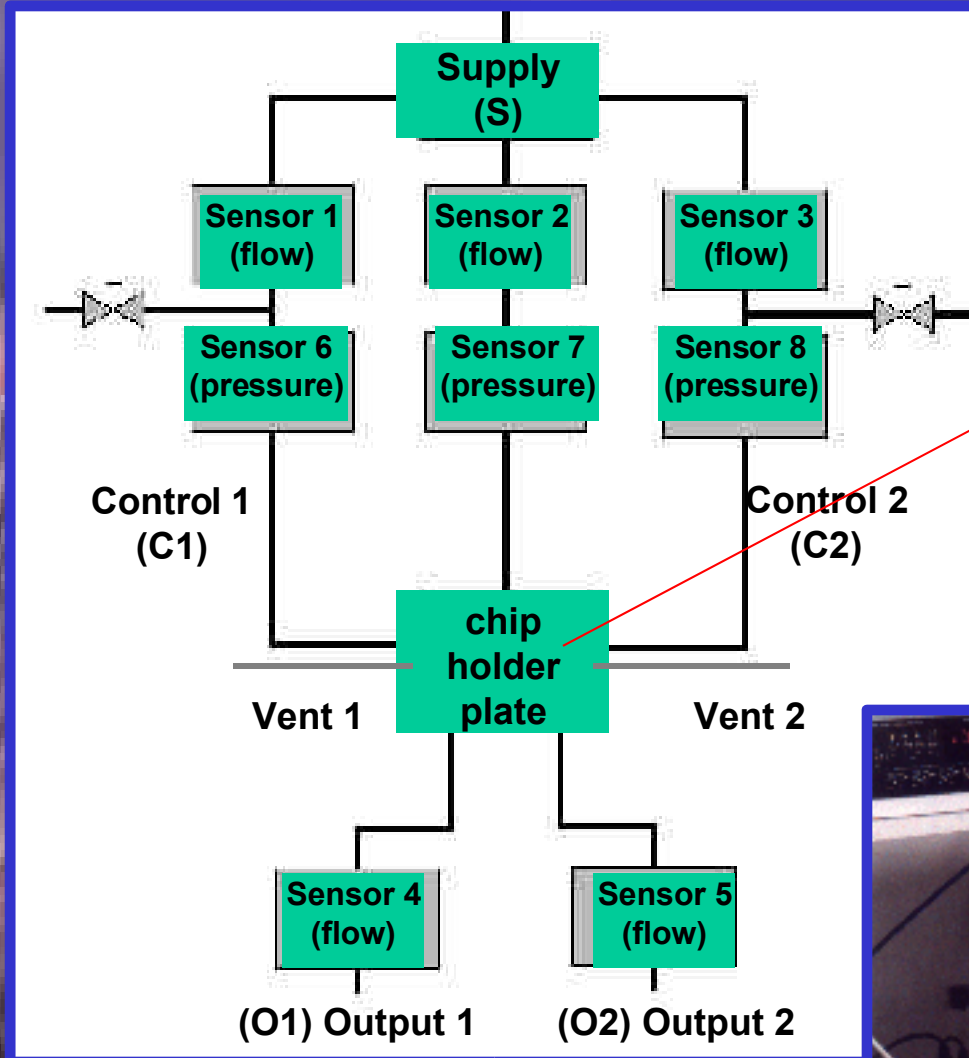 Supply
(S)
Sensor 1
(flow)
Sensor 2
(flow)
Sensor 3
(flow)
Sensor 6
(pressure)
Sensor 7
(pressure)
Sensor 8
(pressure)
Control 1
(C1)
Control 2
(C2)
chip
holder
plate
Vent 1
Vent 2
Sensor 4
(flow)
Sensor 5
(flow)
(O1) Output 1
(O2) Output 2